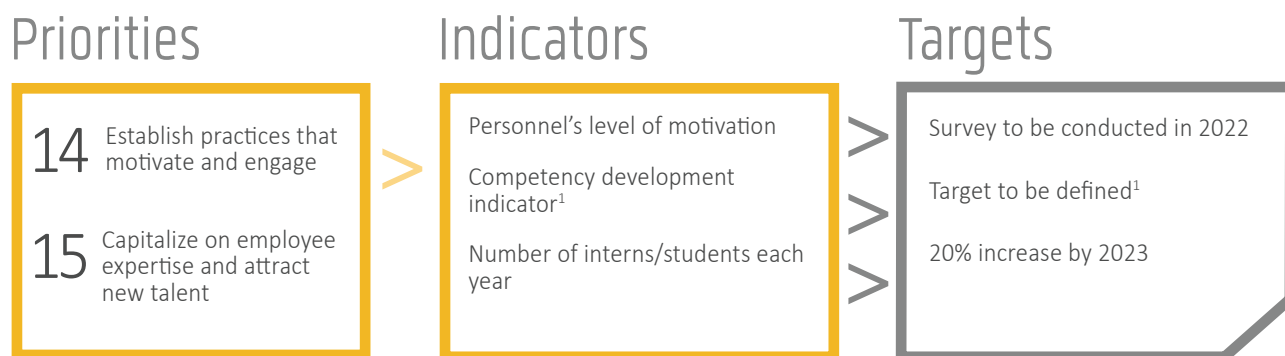 Priorities
14 Establish practices that
motivate and engage
15 Capitalize on employee
expertise and attract
new talent
>
Indicators
Personnel’s level of motivation
Competency development
indicator¹
Number of interns/students each
year
>
>
>
Targets
Survey to be conducted in 2022
Target to be defined¹
20% increase by 2023